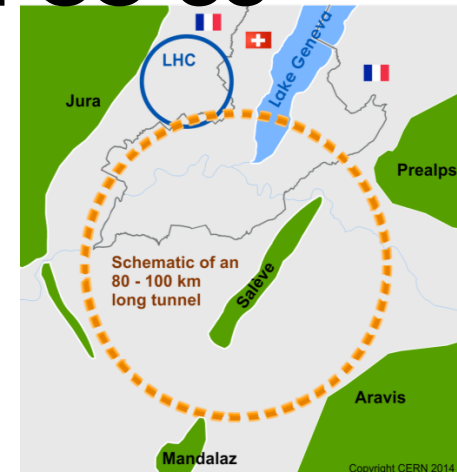 LHC
Lake Geneva
Jura
Prealps
Schematic of an
80 - 100 km
long tunnel
Salève
Aravis
Mandalaz
Copyright CERN 2014